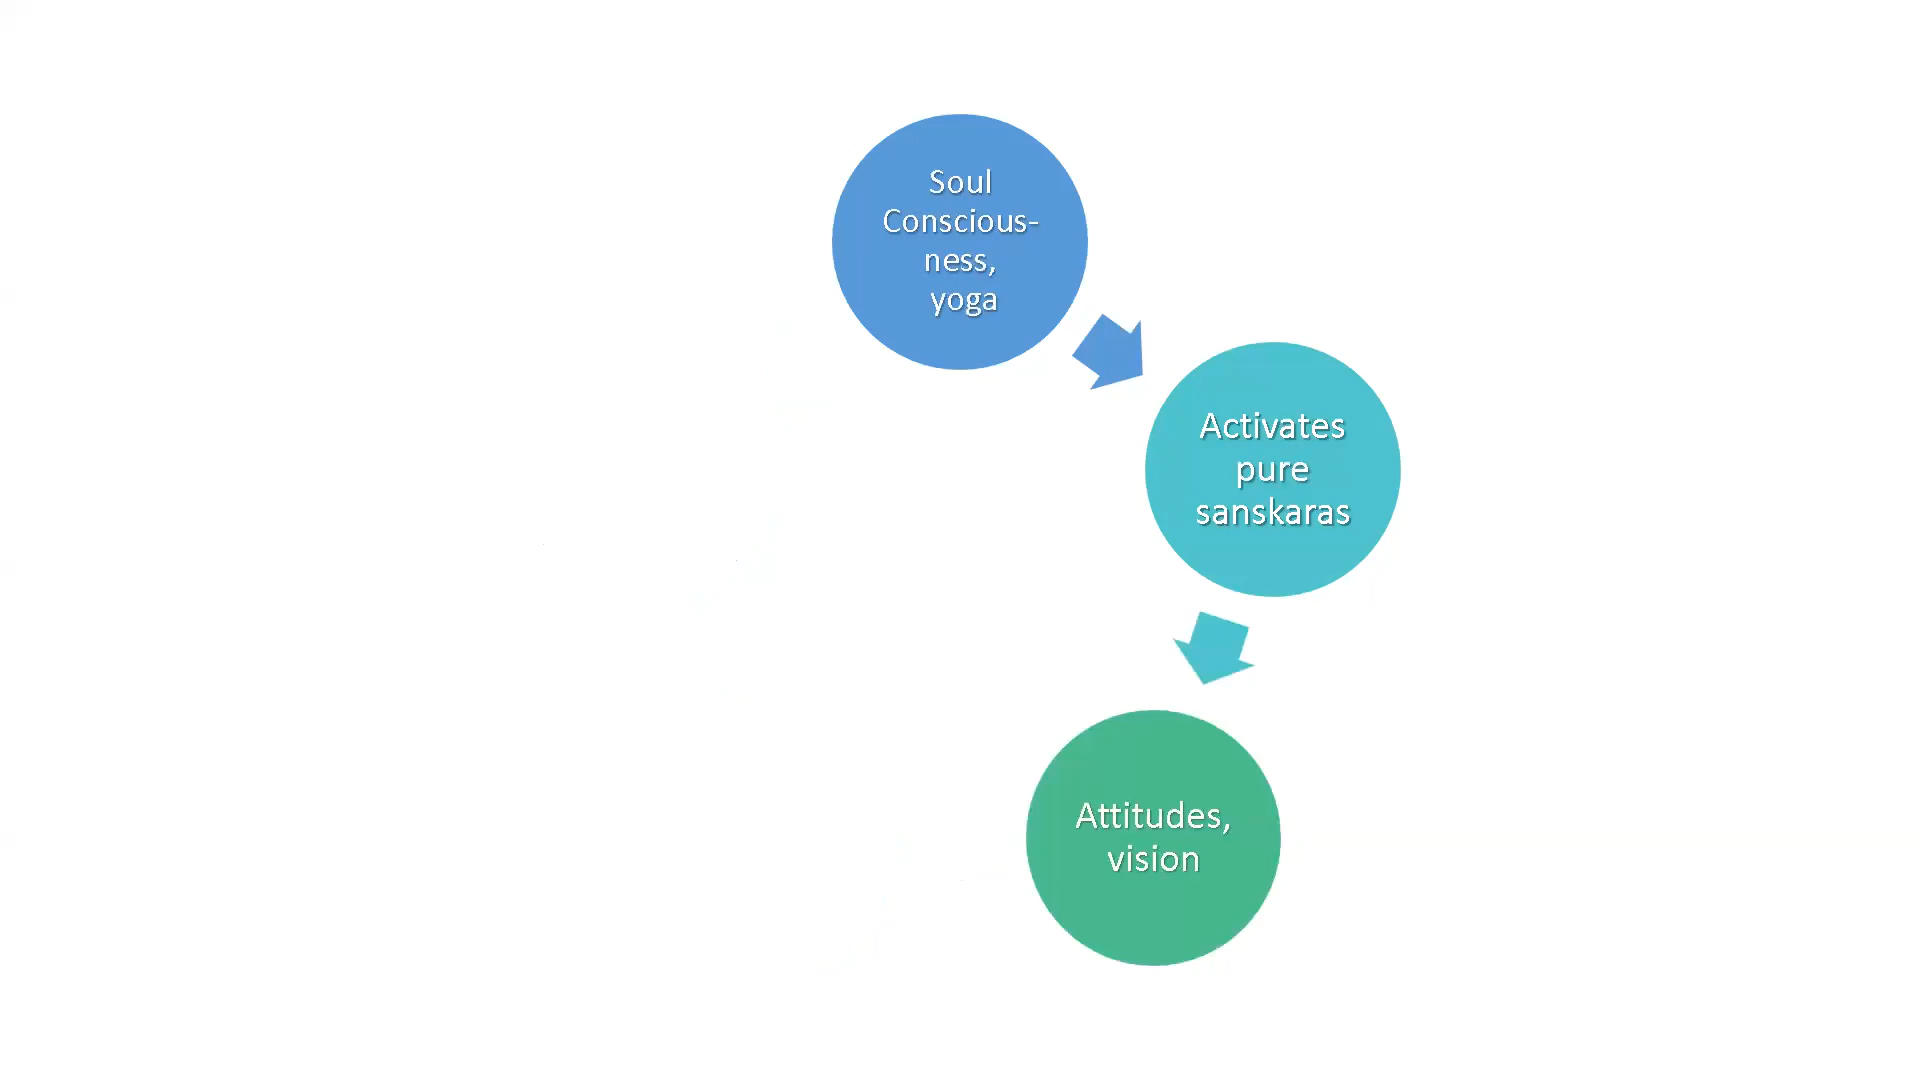 Soul
Conscious-
ness,
yoga
Activates
pure
sanskaras
Attitudes,
vision